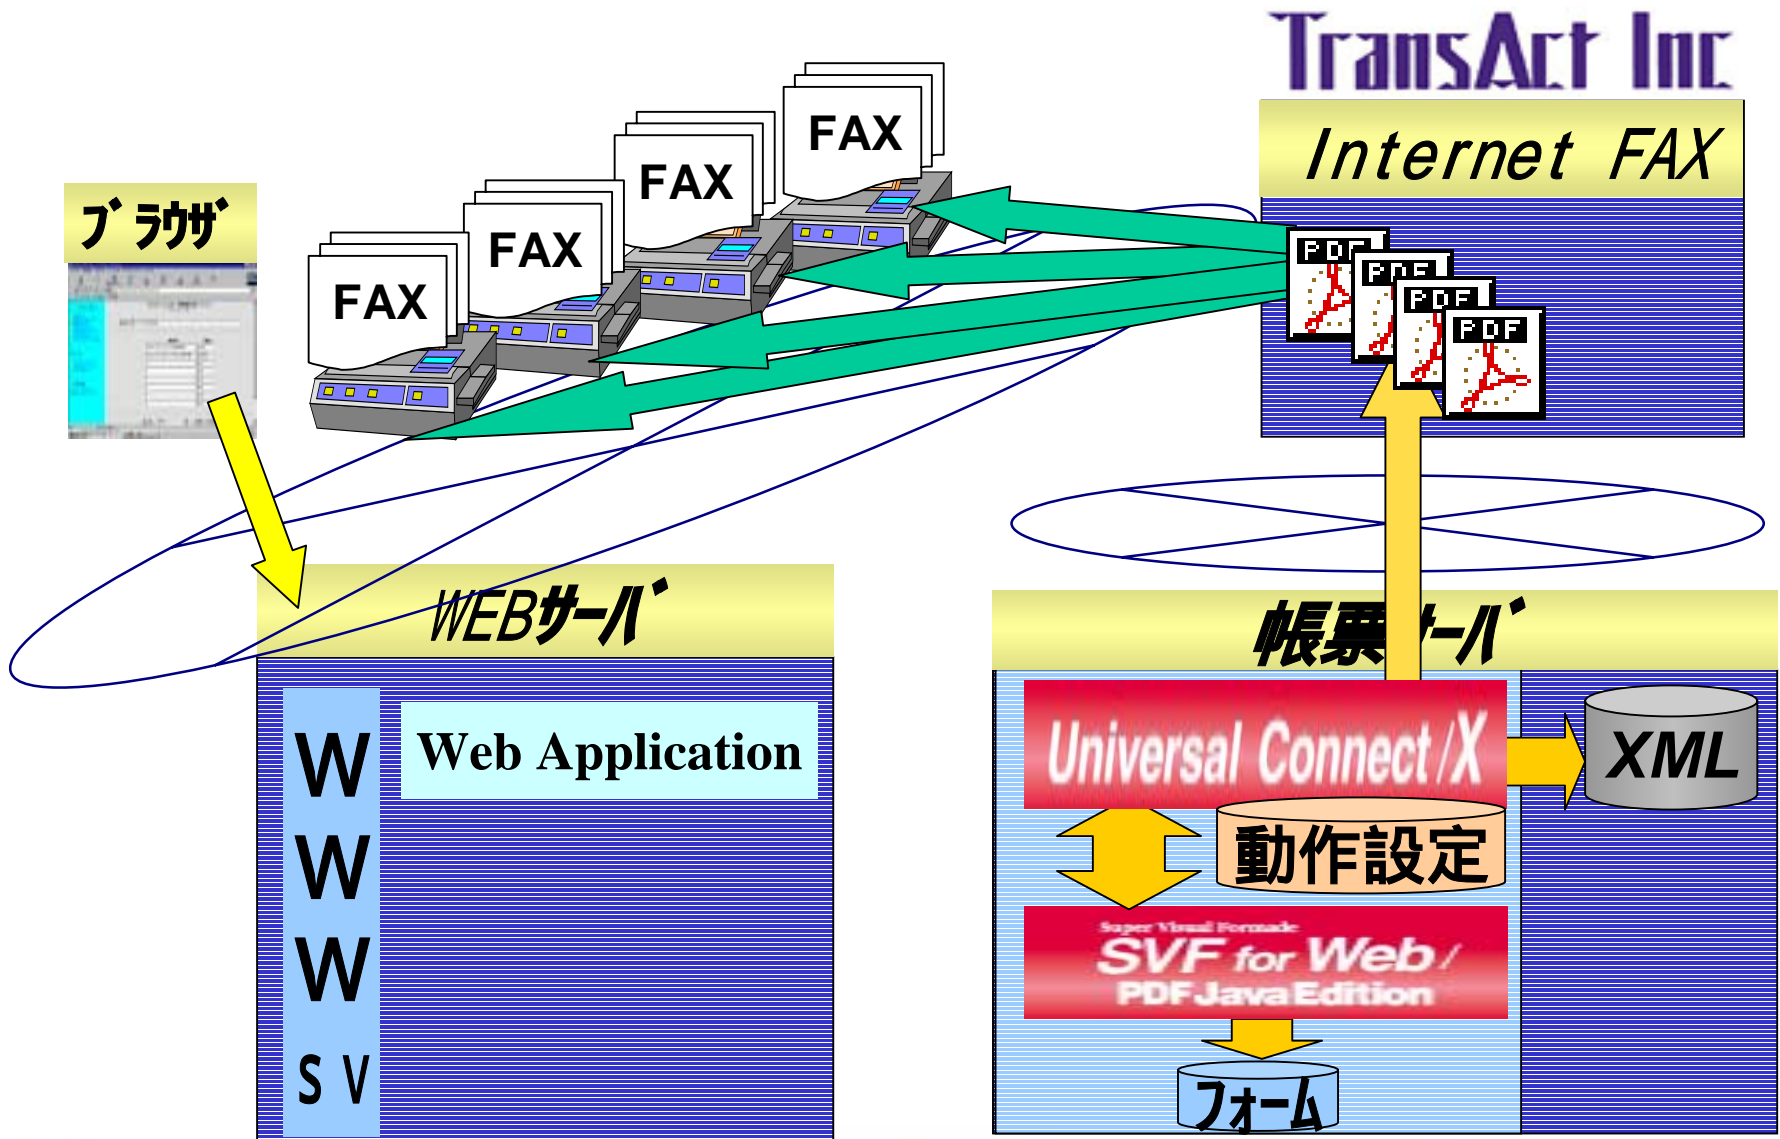 TransAct Inc
Internet FAX
FAX
FAX
FAX
FAX
ﾌﾞﾗｳｻﾞ
PDF
PDF
PDF
PDF
WEBｻｰﾊﾞ
帳票ｻｰﾊﾞ
W
W
W
S V
Web Application
Universal Connect/X
XML
動作設定
Super Visual Formade
SVF for Web/
PDF Java Edition
ﾌｫｰﾑ